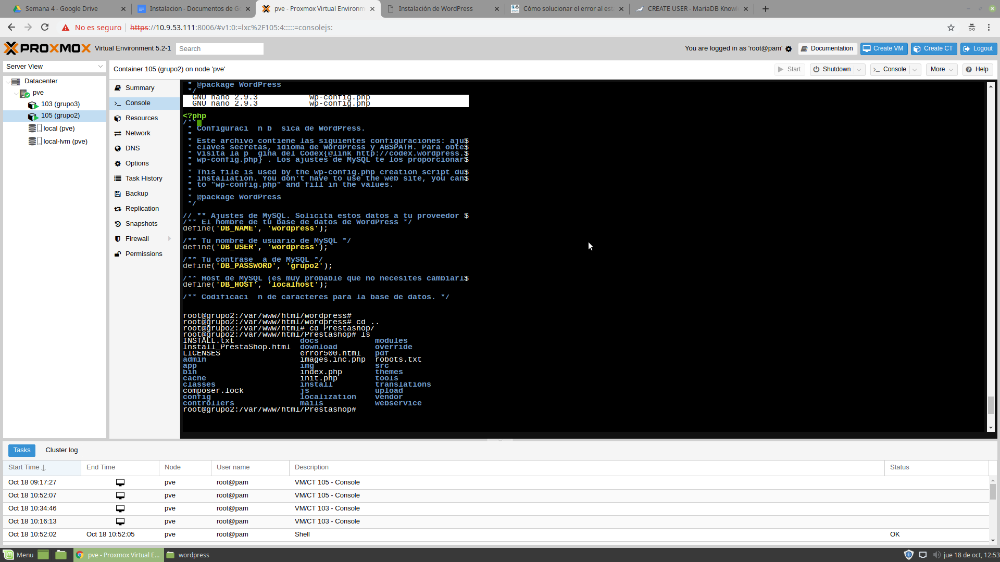 Semana 4 - Google Drive
Instalacion - Documentos de G
pve - Proxmox Virtual Environm
Instalación de WordPress
Cómo solucionar el error al est
CREATE USER - MariaDB Knowl
No es seguro
https://10.9.53.111:8006/#v1:0:=lxc%2F105:4:::::=consolejs:
PROXMOX Virtual Environment 5.2-1
Search
You are logged in as 'root@pam'
Documentation
Create VM
Create CT
Logout
Server View
Container 105 (grupo2) on node 'pve'
Start
Shutdown
Console
More
Help
Datacenter
pve
103 (grupo3)
105 (grupo2)
local (pve)
local-lvm (pve)
Summary
Console
Resources
Network
DNS
Options
Task History
Backup
Replication
Snapshots
Firewall
Permissions
* @package WordPress
*/
GNU nano 2.9.3 wp-config.php
GNU nano 2.9.3 wp-config.php
<?php
/**
* Configuraci n b sica de WordPress.
*
* Este archivo contiene las siguientes configuraciones: aju$
* claves secretas, idioma de WordPress y ABSPATH. Para obte$
* visita la p gina del Codex{@link http://codex.wordpress.$
* wp-config.php} . Los ajustes de MySQL te los proporcionar$
*
* This file is used by the wp-config.php creation script du$
* installation. You don't have to use the web site, you can$
* to "wp-config.php" and fill in the values.
*
* @package WordPress
*/
// ** Ajustes de MySQL. Solicita estos datos a tu proveedor $
/** El nombre de tu base de datos de WordPress */
define('DB_NAME', 'wordpress');
/** Tu nombre de usuario de MySQL */
define('DB_USER', 'wordpress');
/** Tu contrase a de MySQL */
define('DB_PASSWORD', 'grupo2');
/** Host de MySQL (es muy probable que no necesites cambiarl$
define('DB_HOST', 'localhost');
/** Codificaci n de caracteres para la base de datos. */
root@grupo2:/var/www/html/wordpress#
root@grupo2:/var/www/html/wordpress# cd ..
root@grupo2:/var/www/html# cd Prestashop/
root@grupo2:/var/www/html/Prestashop# ls
INSTALL.txt docs modules
Install_PrestaShop.html download override
LICENSES error500.html pdf
admin images.inc.php robots.txt
app img src
bin index.php themes
cache init.php tools
classes install translations
composer.lock js upload
config localization vendor
controllers mails webservice
root@grupo2:/var/www/html/Prestashop#
Tasks
Cluster log
Start Time End Time Node User name Description Status
Oct 18 09:17:27 pve root@pam VM/CT 105 - Console
Oct 18 10:52:07 pve root@pam VM/CT 105 - Console
Oct 18 10:34:46 pve root@pam VM/CT 103 - Console
Oct 18 10:16:13 pve root@pam VM/CT 103 - Console
Oct 18 10:52:02 Oct 18 10:52:05 pve root@pam Shell OK
Menu
pve - Proxmox Virtual E...
wordpress
jue 18 de oct, 12:53